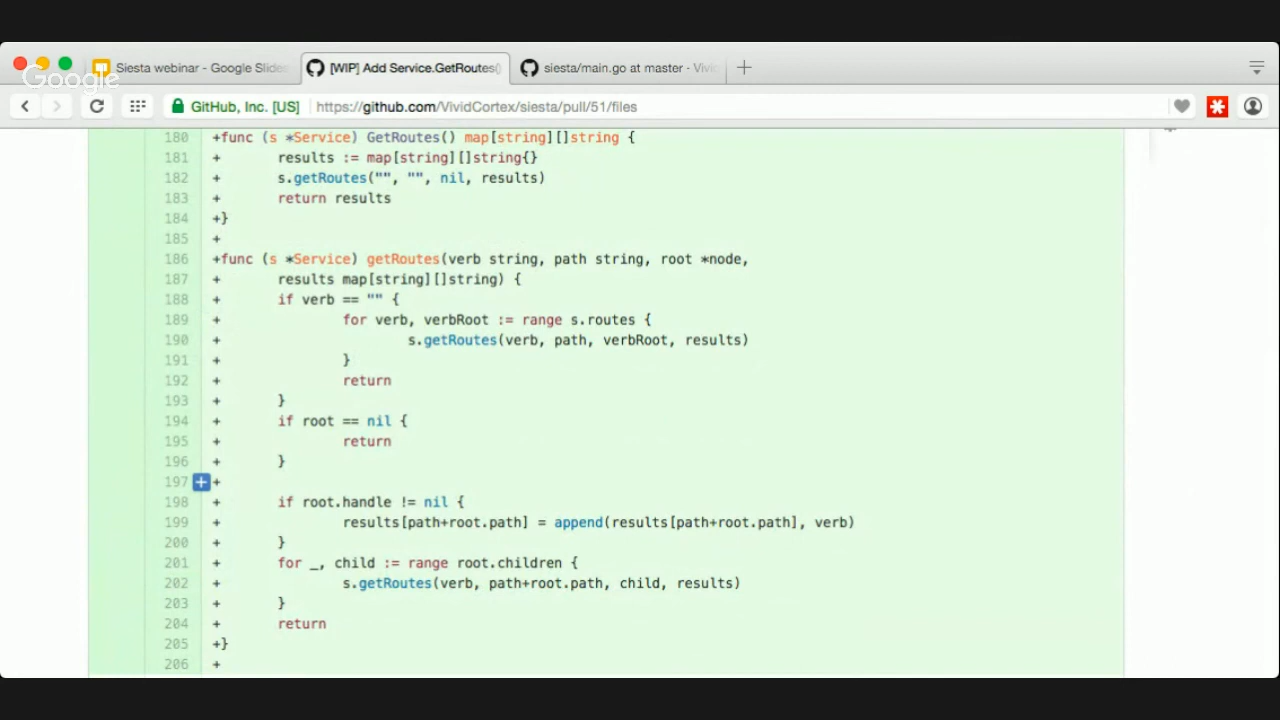 Siesta webinar - Google Slides
[WIP] Add Service.GetRoutes()
siesta/main.go at master · Vivid
Google
GitHub, Inc. [US]
https://github.com/VividCortex/siesta/pull/51/files
180 +func (s *Service) GetRoutes() map[string][]string {
181 + results := map[string][]string{}
182 + s.getRoutes("", "", nil, results)
183 + return results
184 +}
185 +
186 +func (s *Service) getRoutes(verb string, path string, root *node,
187 + results map[string][]string) {
188 + if verb == "" {
189 + for verb, verbRoot := range s.routes {
190 + s.getRoutes(verb, path, verbRoot, results)
191 + }
192 + return
193 + }
194 + if root == nil {
195 + return
196 + }
197 + +
198 + if root.handle != nil {
199 + results[path+root.path] = append(results[path+root.path], verb)
200 + }
201 + for _, child := range root.children {
202 + s.getRoutes(verb, path+root.path, child, results)
203 + }
204 + return
205 +}
206 +